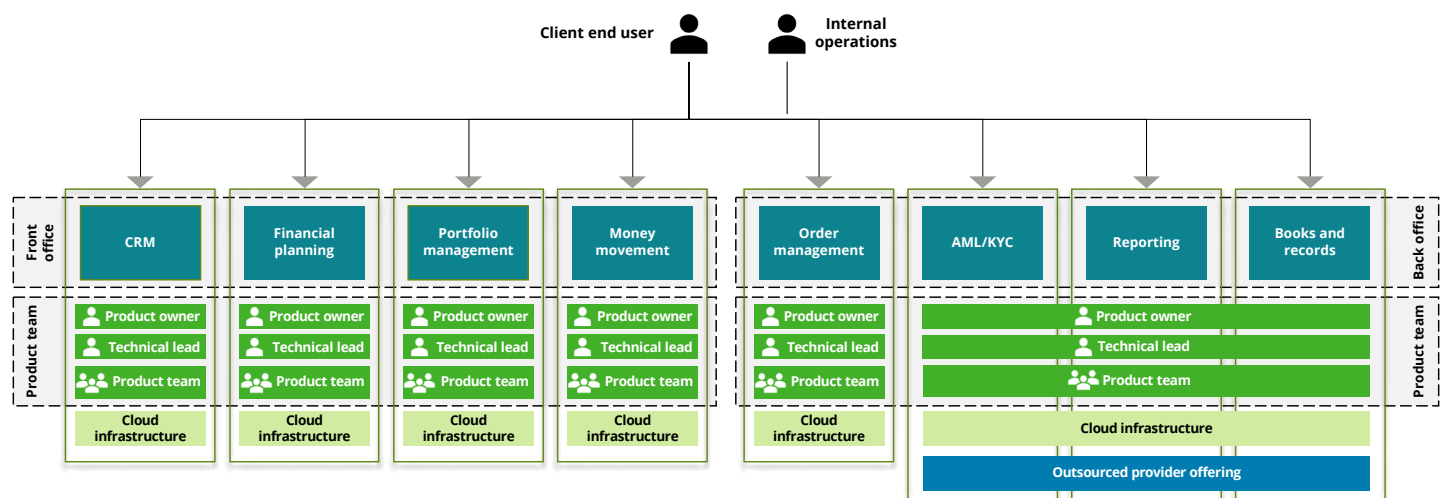 Client end user
Internal
operations
Front
office
CRM
Financial
planning
Portfolio
management
Money
movement
Order
management
AML/KYC
Reporting
Books and
records
Back office
Product team
Product owner
Product owner
Product owner
Product owner
Product owner
Product owner
Technical lead
Technical lead
Technical lead
Technical lead
Technical lead
Technical lead
Product team
Product team
Product team
Product team
Product team
Product team
Product team
Cloud
infrastructure
Cloud
infrastructure
Cloud
infrastructure
Cloud
infrastructure
Cloud
infrastructure
Cloud infrastructure
Outsourced provider offering